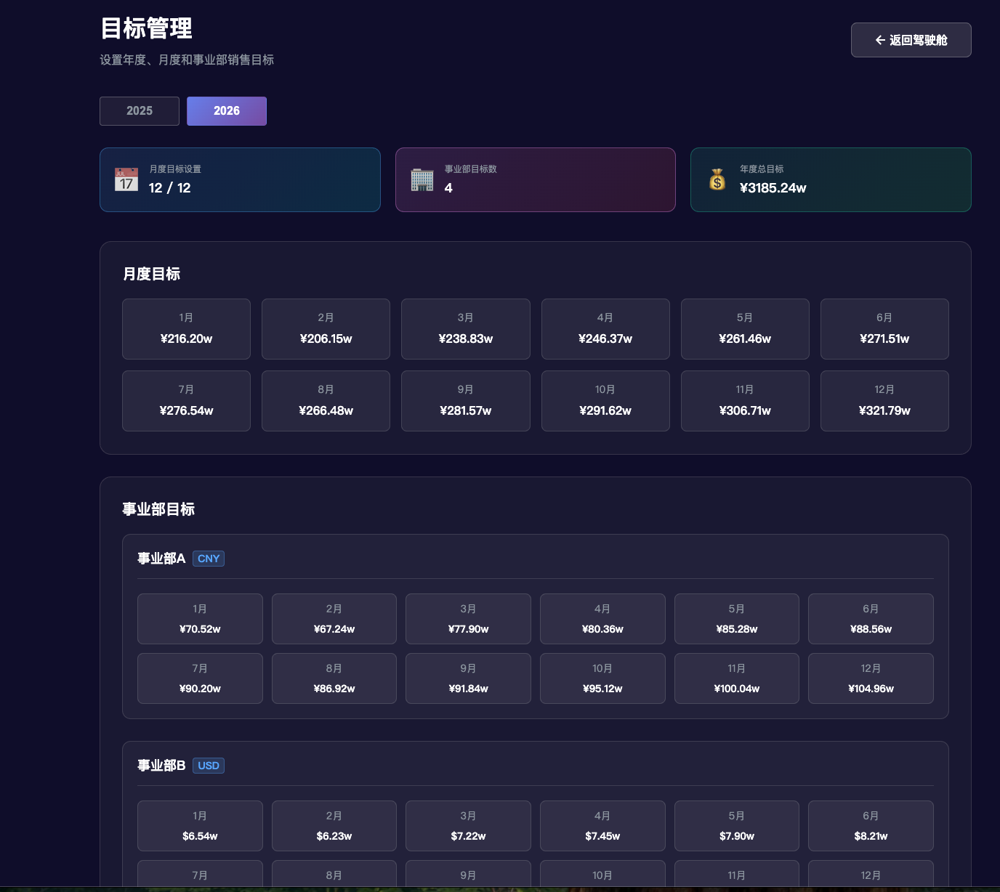 目标管理
← 返回驾驶舱
设置年度、月度和事业部销售目标
2025 2026
JUL 17
月度目标设置
12 / 12
事业部目标数
4
年度总目标
¥3185.24w
月度目标
1月 2月 3月 4月 5月 6月
¥216.20w ¥206.15w ¥238.83w ¥246.37w ¥261.46w ¥271.51w
7月 8月 9月 10月 11月 12月
¥276.54w ¥266.48w ¥281.57w ¥291.62w ¥306.71w ¥321.79w
事业部目标
事业部A CNY
1月 2月 3月 4月 5月 6月
¥70.52w ¥67.24w ¥77.90w ¥80.36w ¥85.28w ¥88.56w
7月 8月 9月 10月 11月 12月
¥90.20w ¥86.92w ¥91.84w ¥95.12w ¥100.04w ¥104.96w
事业部B USD
1月 2月 3月 4月 5月 6月
$6.54w $6.23w $7.22w $7.45w $7.90w $8.21w
7月 8月 9月 10月 11月 12月